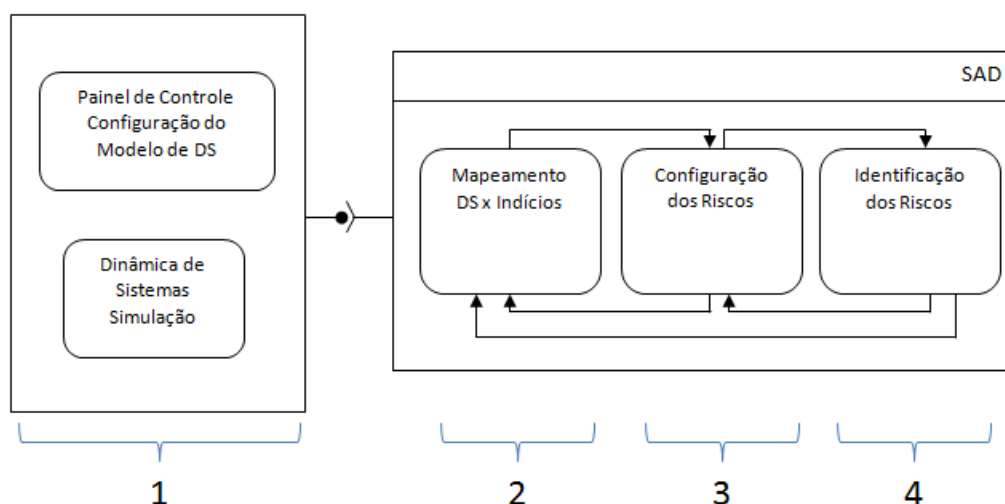 Painel de Controle
Configuração do
Modelo de DS
Dinâmica de
Sistemas
Simulação
SAD
Mapeamento
DS x Indícios
Configuração
dos Riscos
Identificação
dos Riscos
1
2
3
4